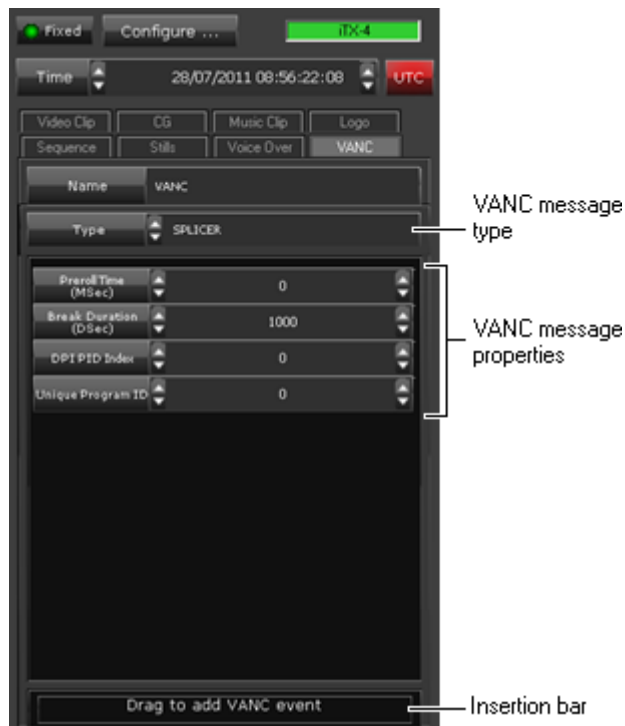 Fixed Configure ... iTX-4
Time 28/07/2011 08:56:22:08 UTC
Video Clip CG Music Clip Logo
Sequence Stills Voice Over VANC
Name VANC
Type SPLICER
VANC message type
Preroll Time (MSec) 0
Break Duration (DSec) 1000
DPI PID Index 0
Unique Program ID 0
VANC message properties
Drag to add VANC event
Insertion bar